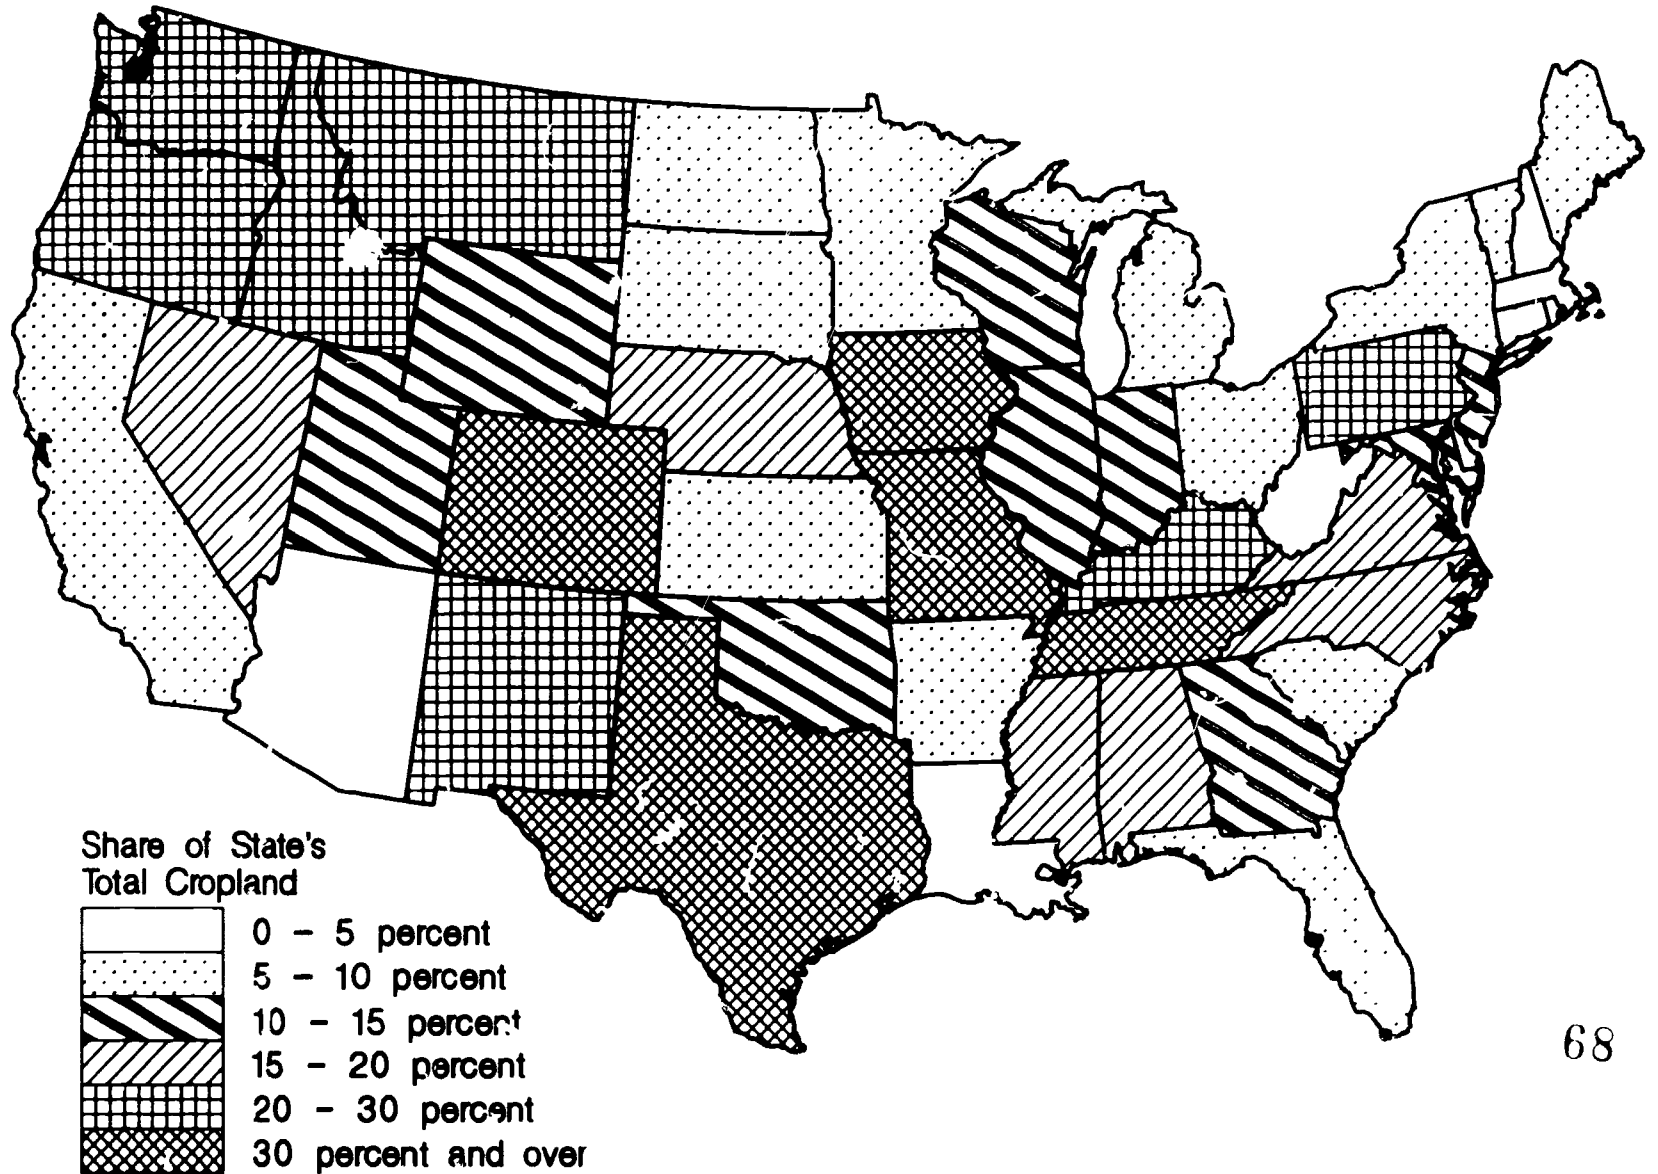 Share of State's
Total Cropland
0 - 5 percent
5 - 10 percent
10 - 15 percent
15 - 20 percent
20 - 30 percent
30 percent and over
68